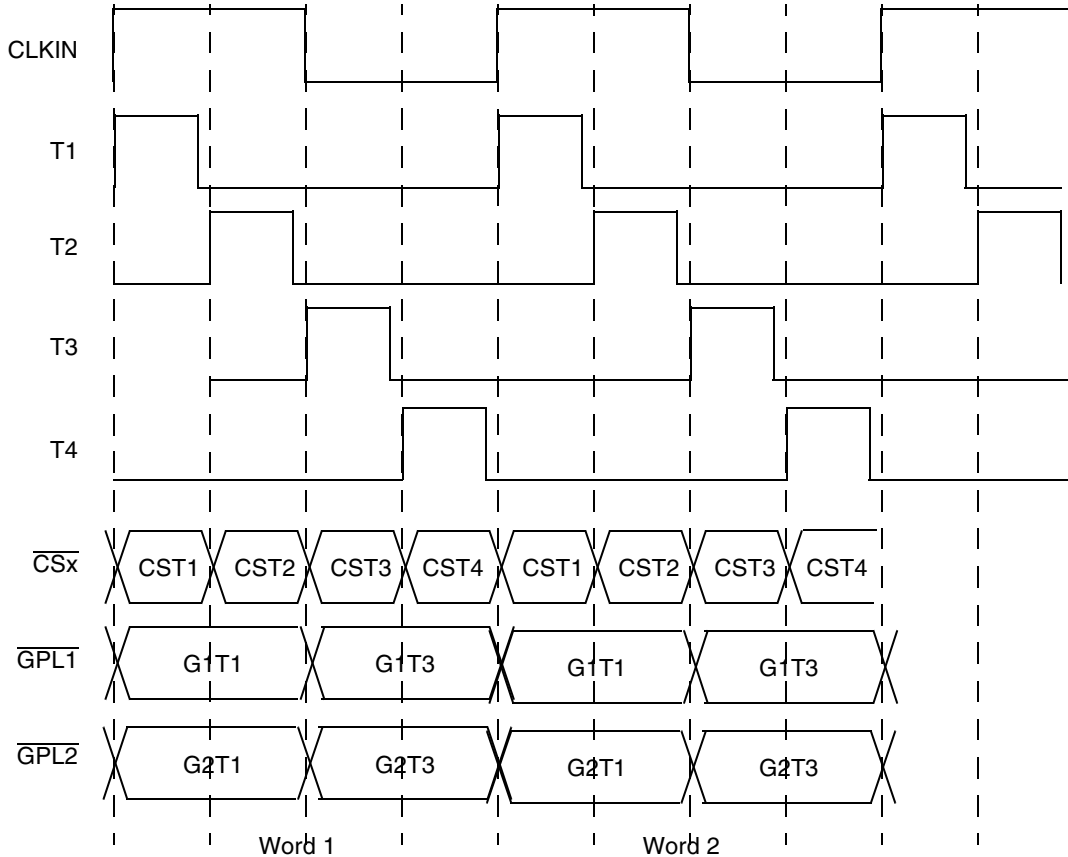 CLKIN
T1
T2
T3
T4
CSx CST1 CST2 CST3 CST4 CST1 CST2 CST3 CST4
GPL1 G1T1 G1T3 G1T1 G1T3
GPL2 G2T1 G2T3 G2T1 G2T3
Word 1 Word 2